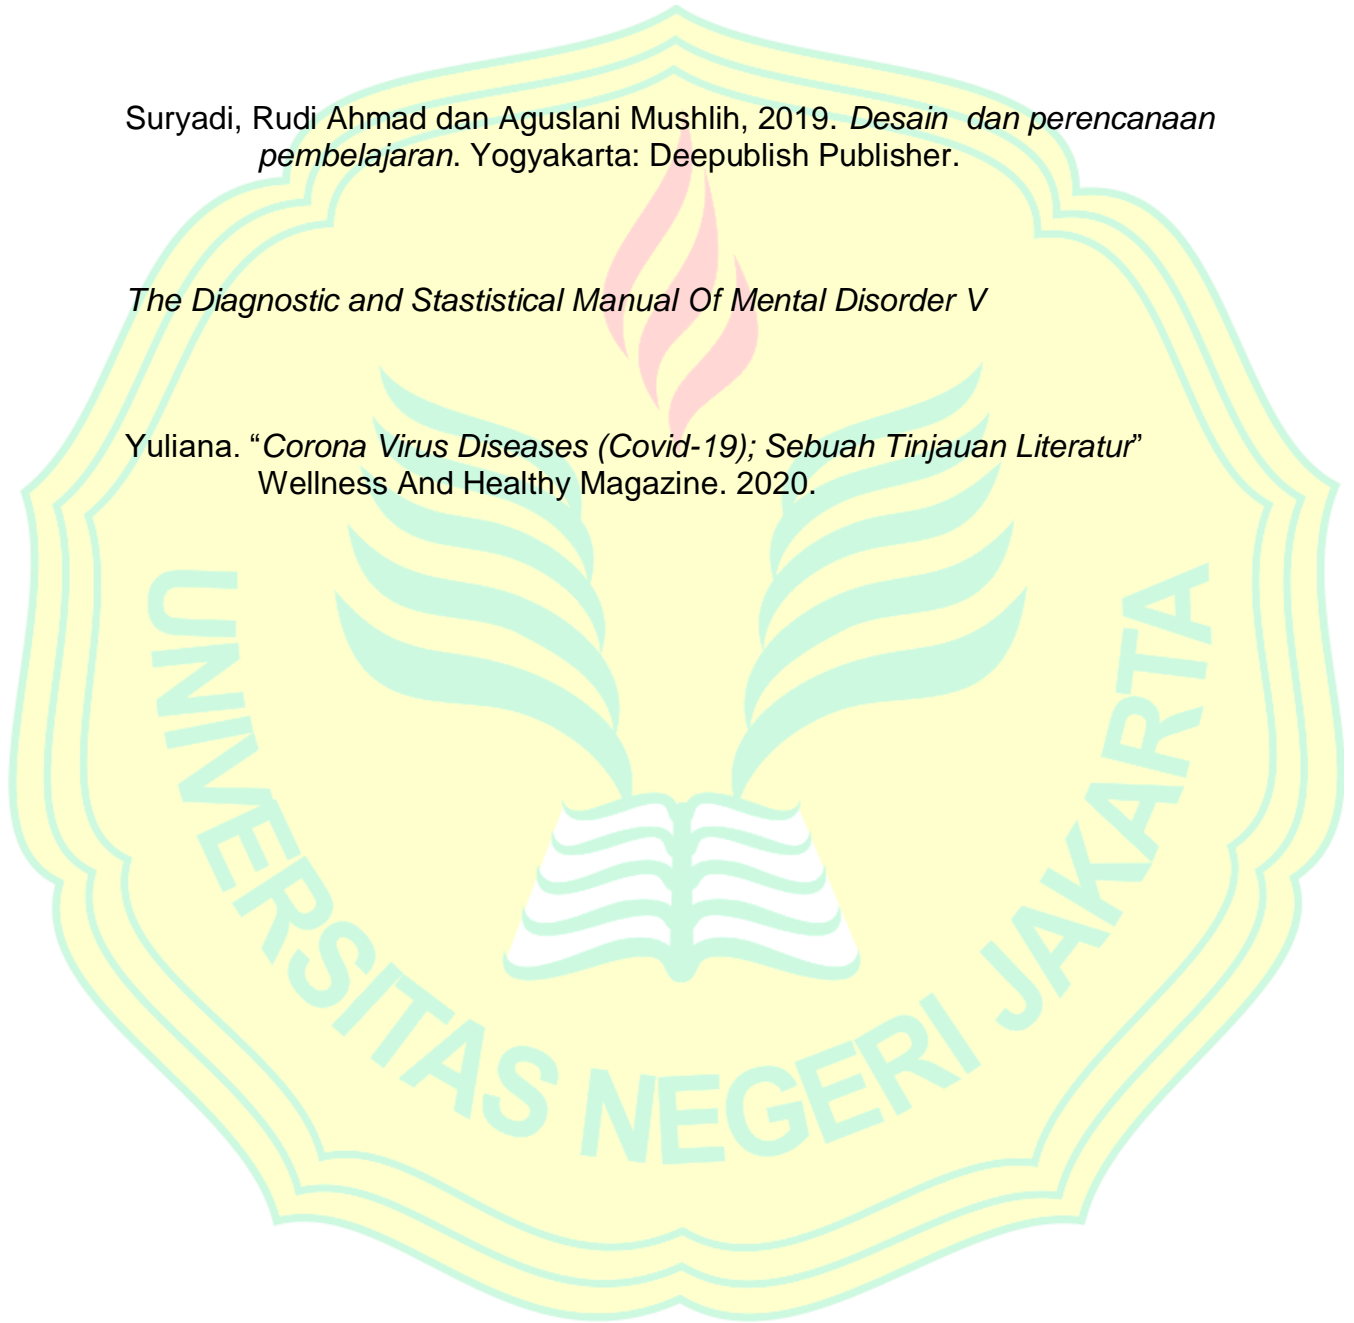 Suryadi, Rudi Ahmad dan Aguslani Mushlih, 2019. Desain  dan perencanaan
pembelajaran. Yogyakarta: Deepublish Publisher.
The Diagnostic and Stastistical Manual Of Mental Disorder V
Yuliana. “Corona Virus Diseases (Covid-19); Sebuah Tinjauan Literatur”
Wellness And Healthy Magazine. 2020.
UNIVERSITAS NEGERI JAKARTA